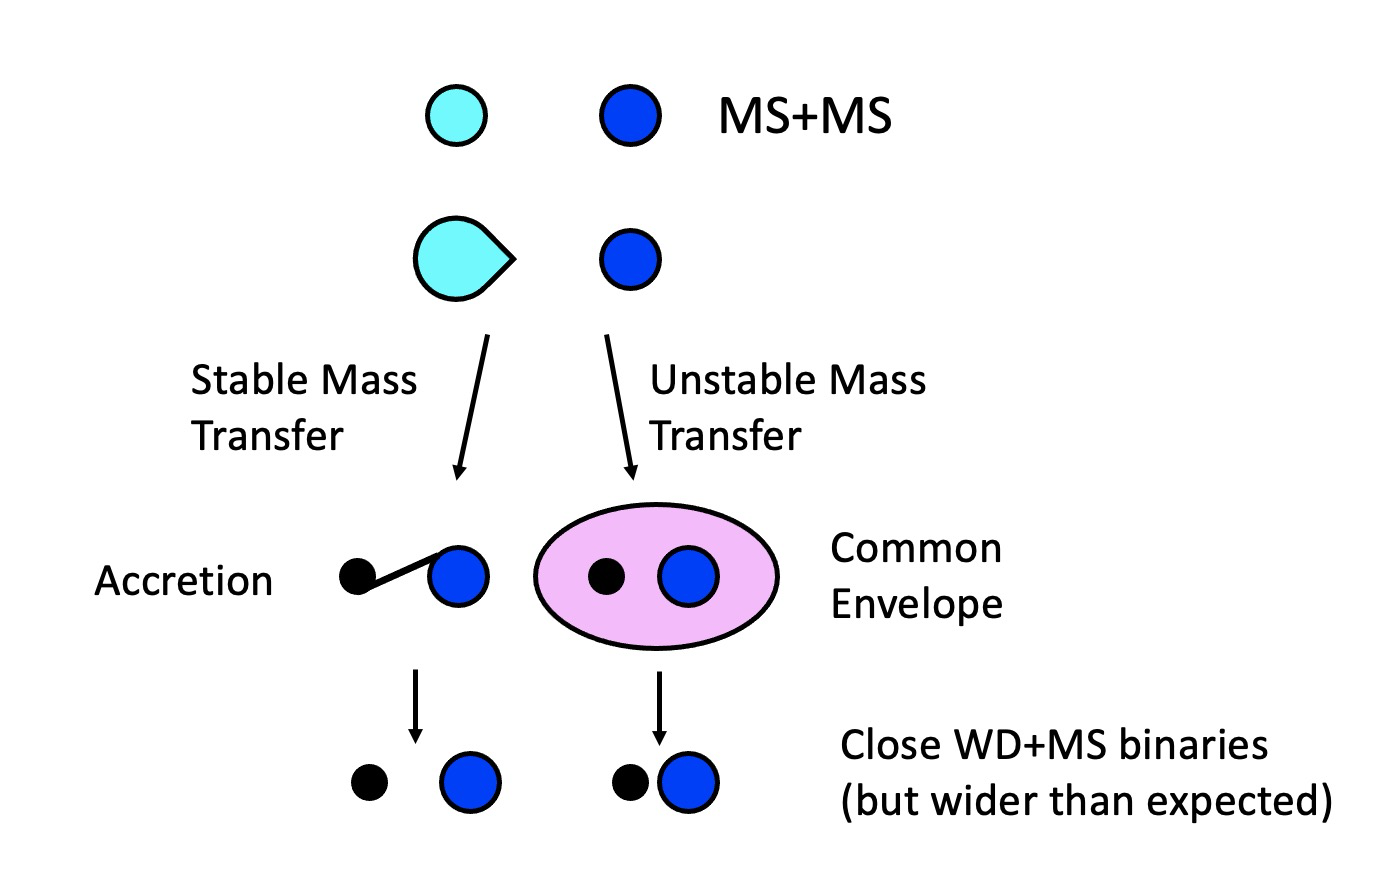 MS+MS
Stable Mass
Transfer
Unstable Mass
Transfer
Accretion
Common
Envelope
Close WD+MS binaries
(but wider than expected)